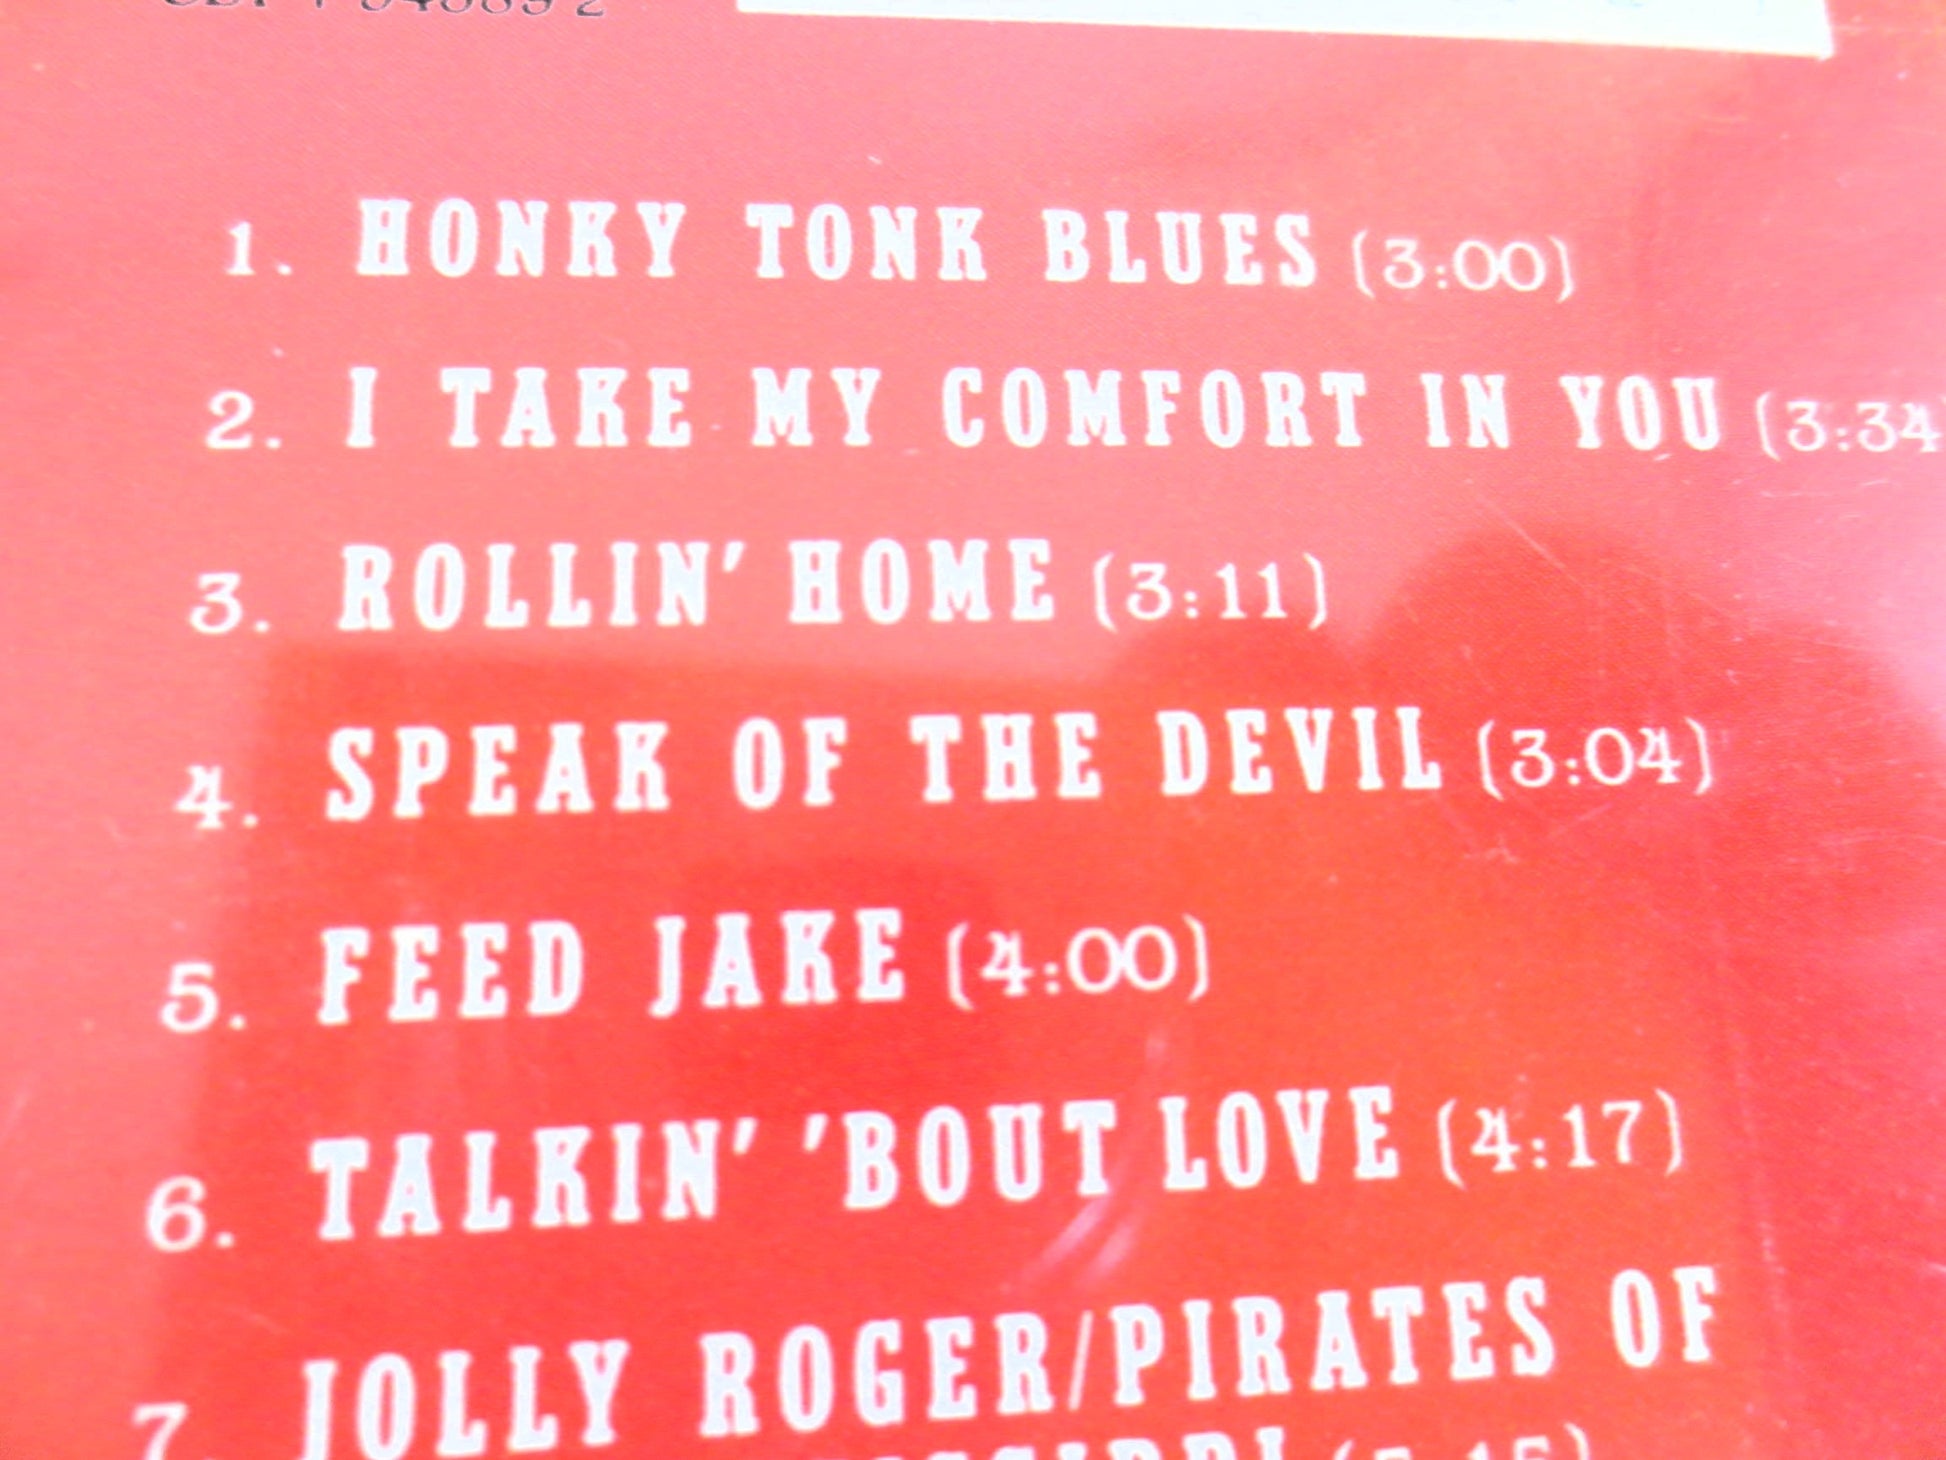 1. HONKY TONK BLUES (3:00)
2. I TAKE MY COMFORT IN YOU (3:34
3. ROLLIN' HOME (3:11)
4. SPEAK OF THE DEVIL (3:04)
5. FEED JAKE (4:00)
6. TALKIN' 'BOUT LOVE (4:17)
7. JOLLY ROGER/PIRATES OF